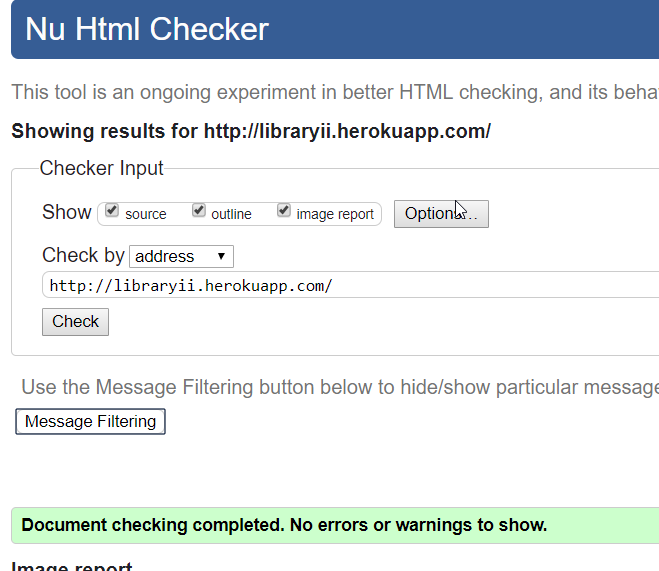 Nu Html Checker
This tool is an ongoing experiment in better HTML checking, and its beha
Showing results for http://libraryii.herokuapp.com/
Checker Input
Show source outline image report
Check by address
http://libraryii.herokuapp.com/
Check
Use the Message Filtering button below to hide/show particular message
Message Filtering
Document checking completed. No errors or warnings to show.
Image report